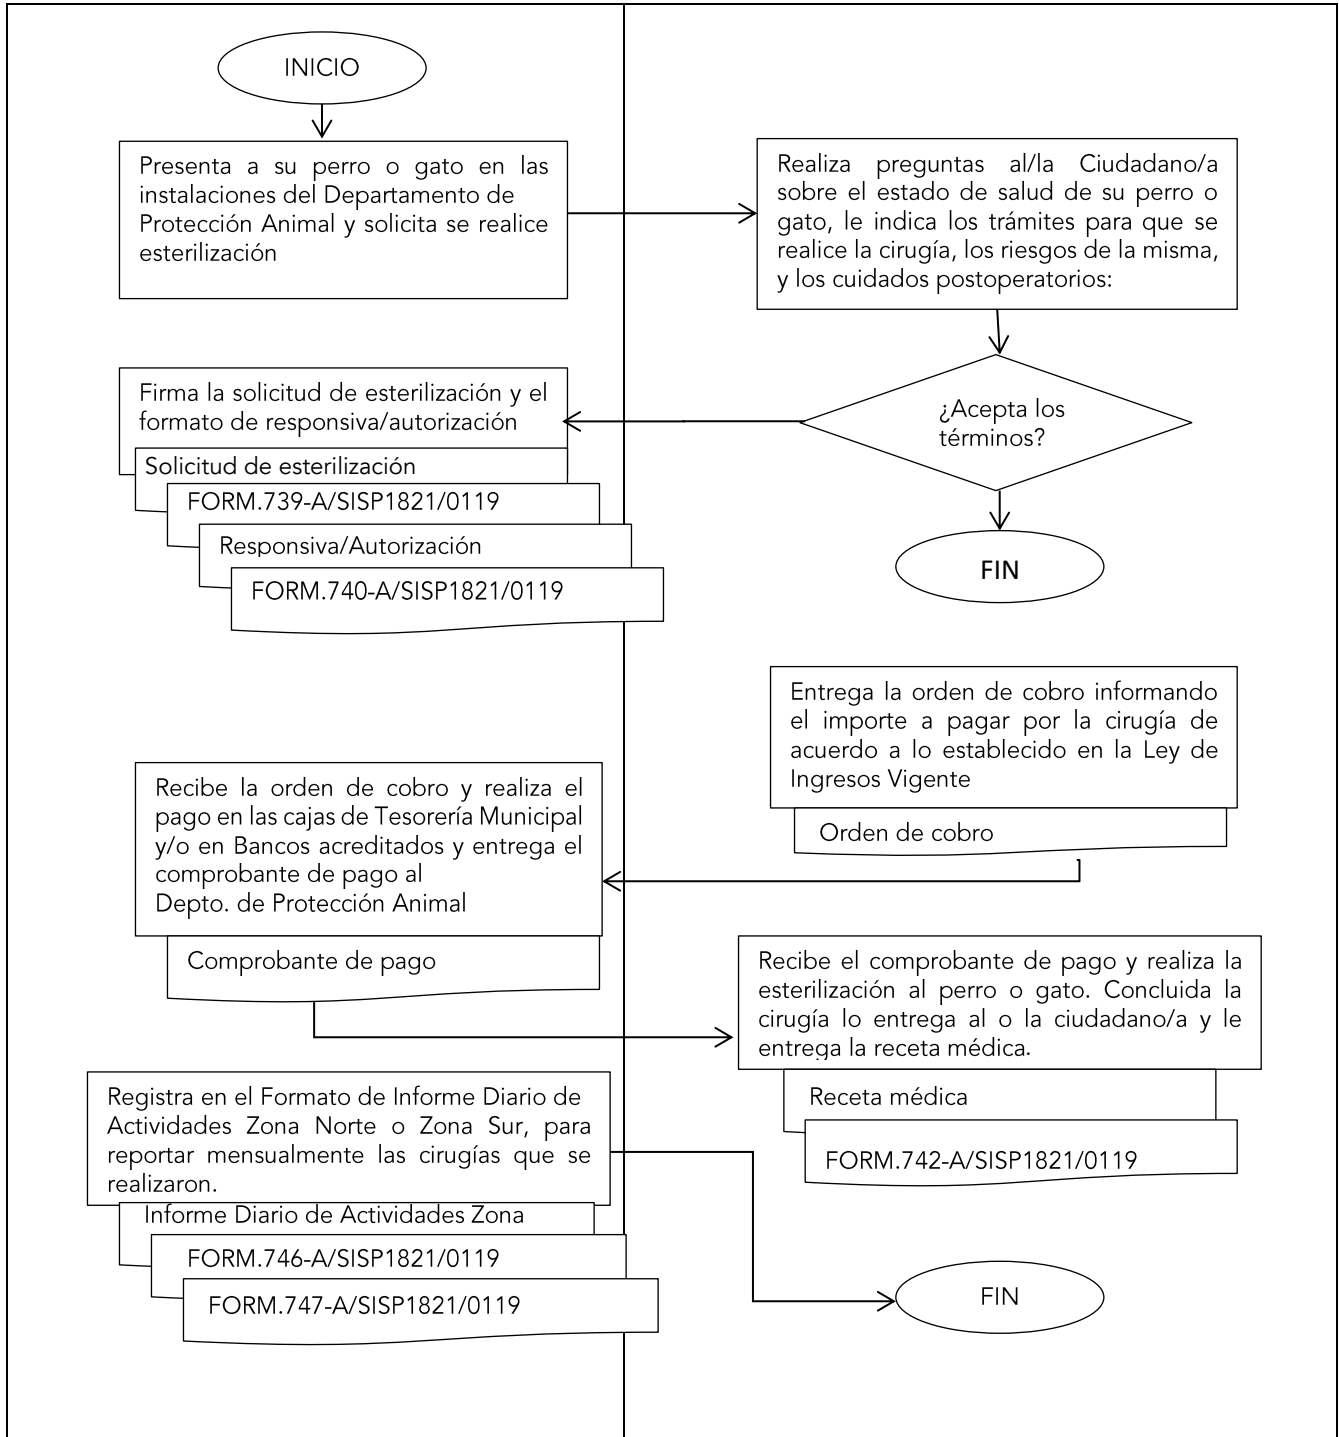 INICIO
Presenta a su perro o gato en las
instalaciones del Departamento de
Protección Animal y solicita se realice
esterilización
Realiza preguntas al/la Ciudadano/a
sobre el estado de salud de su perro o
gato, le indica los trámites para que se
realice la cirugía, los riesgos de la misma,
y los cuidados postoperatorios:
¿Acepta los
términos?
Firma la solicitud de esterilización y el
formato de responsiva/autorización
Solicitud de esterilización
FORM.739-A/SISP1821/0119
Responsiva/Autorización
FORM.740-A/SISP1821/0119
FIN
Entrega la orden de cobro informando
el importe a pagar por la cirugía de
acuerdo a lo establecido en la Ley de
Ingresos Vigente
Orden de cobro
Recibe la orden de cobro y realiza el
pago en las cajas de Tesorería Municipal
y/o en Bancos acreditados y entrega el
comprobante de pago al
Depto. de Protección Animal
Comprobante de pago
Recibe el comprobante de pago y realiza la
esterilización al perro o gato. Concluida la
cirugía lo entrega al o la ciudadano/a y le
entrega la receta médica.
Receta médica
FORM.742-A/SISP1821/0119
Registra en el Formato de Informe Diario de
Actividades Zona Norte o Zona Sur, para
reportar mensualmente las cirugías que se
realizaron.
Informe Diario de Actividades Zona
FORM.746-A/SISP1821/0119
FORM.747-A/SISP1821/0119
FIN